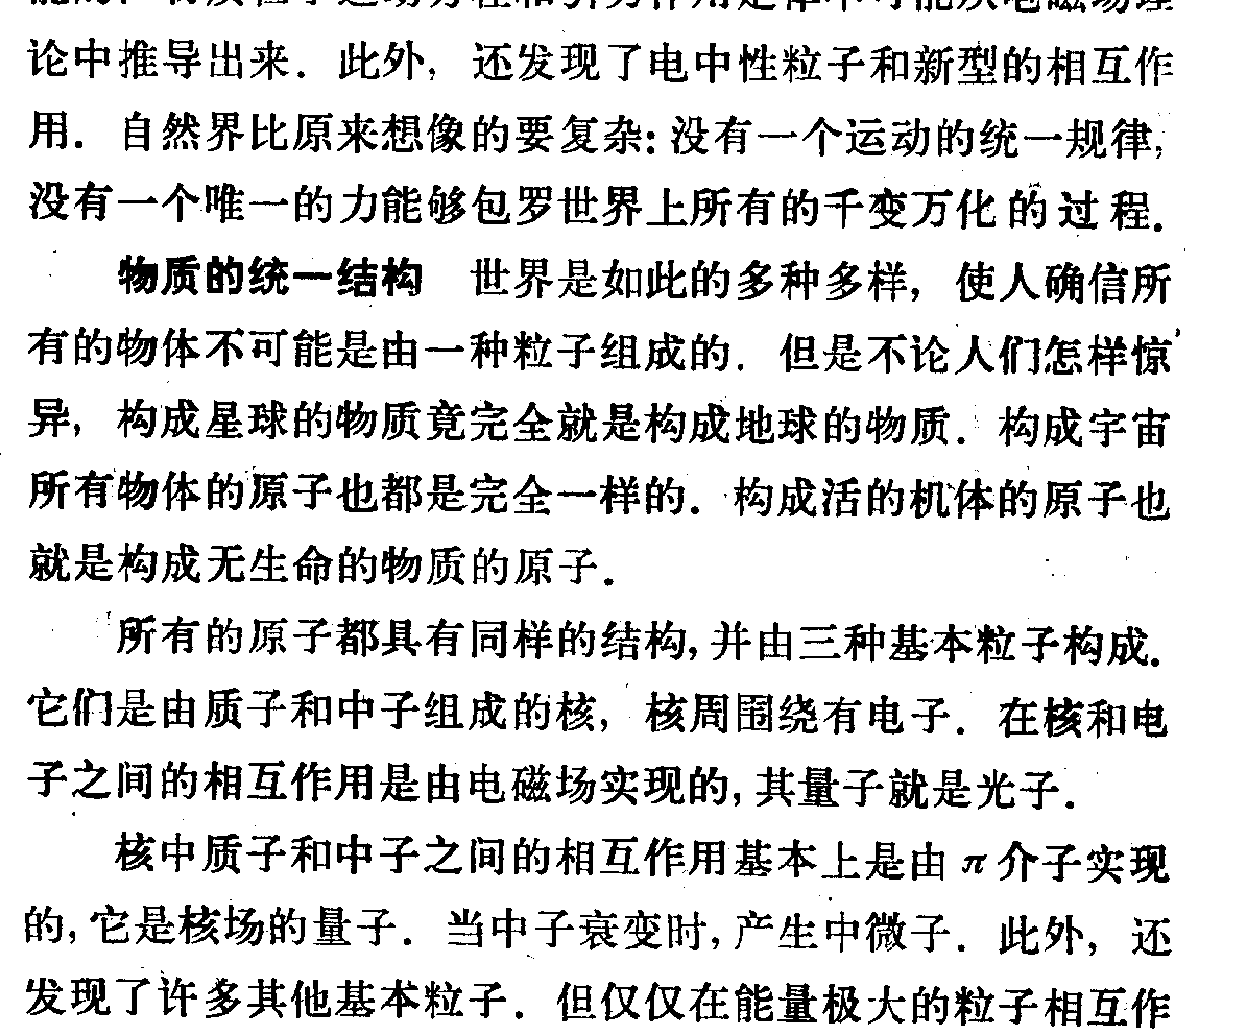 论中推导出来．此外，还发现了电中性粒子和新型的相互作
用．自然界比原来想像的要复杂：没有一个运动的统一规律，
没有一个唯一的力能够包罗世界上所有的千变万化的过程．
物质的统一结构　世界是如此的多种多样，使人确信所
有的物体不可能是由一种粒子组成的．但是不论人们怎样惊
异，构成星球的物质竟完全就是构成地球的物质．构成宇宙
所有物体的原子也都是完全一样的．构成活的机体的原子也
就是构成无生命的物质的原子．
所有的原子都具有同样的结构，并由三种基本粒子构成．
它们是由质子和中子组成的核，核周围绕有电子．在核和电
子之间的相互作用是由电磁场实现的，其量子就是光子．
核中质子和中子之间的相互作用基本上是由π介子实现
的，它是核场的量子．当中子衰变时，产生中微子．此外，还
发现了许多其他基本粒子．但仅仅在能量极大的粒子相互作